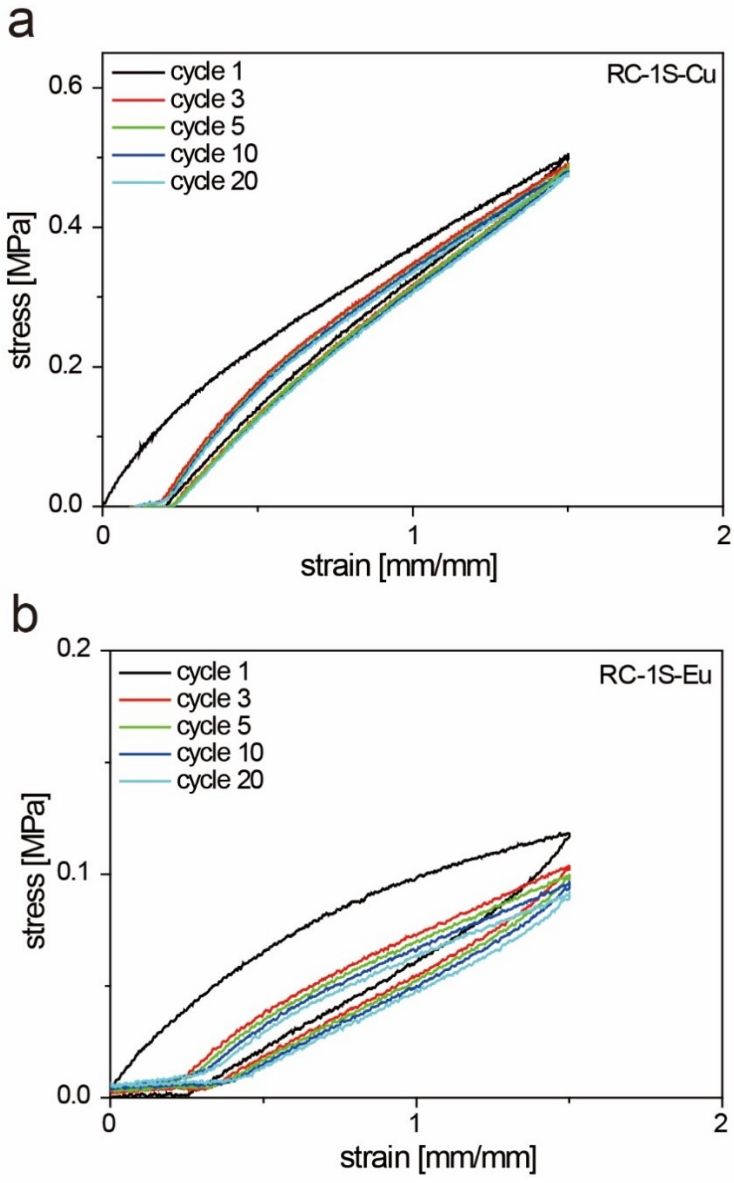 a
RC-1S-Cu
cycle 1
cycle 3
cycle 5
cycle 10
cycle 20
0.6
0.4
0.2
0.0
stress [MPa]
0
1
2
strain [mm/mm]
b
RC-1S-Eu
cycle 1
cycle 3
cycle 5
cycle 10
cycle 20
0.2
0.1
0.0
stress [MPa]
0
1
2
strain [mm/mm]